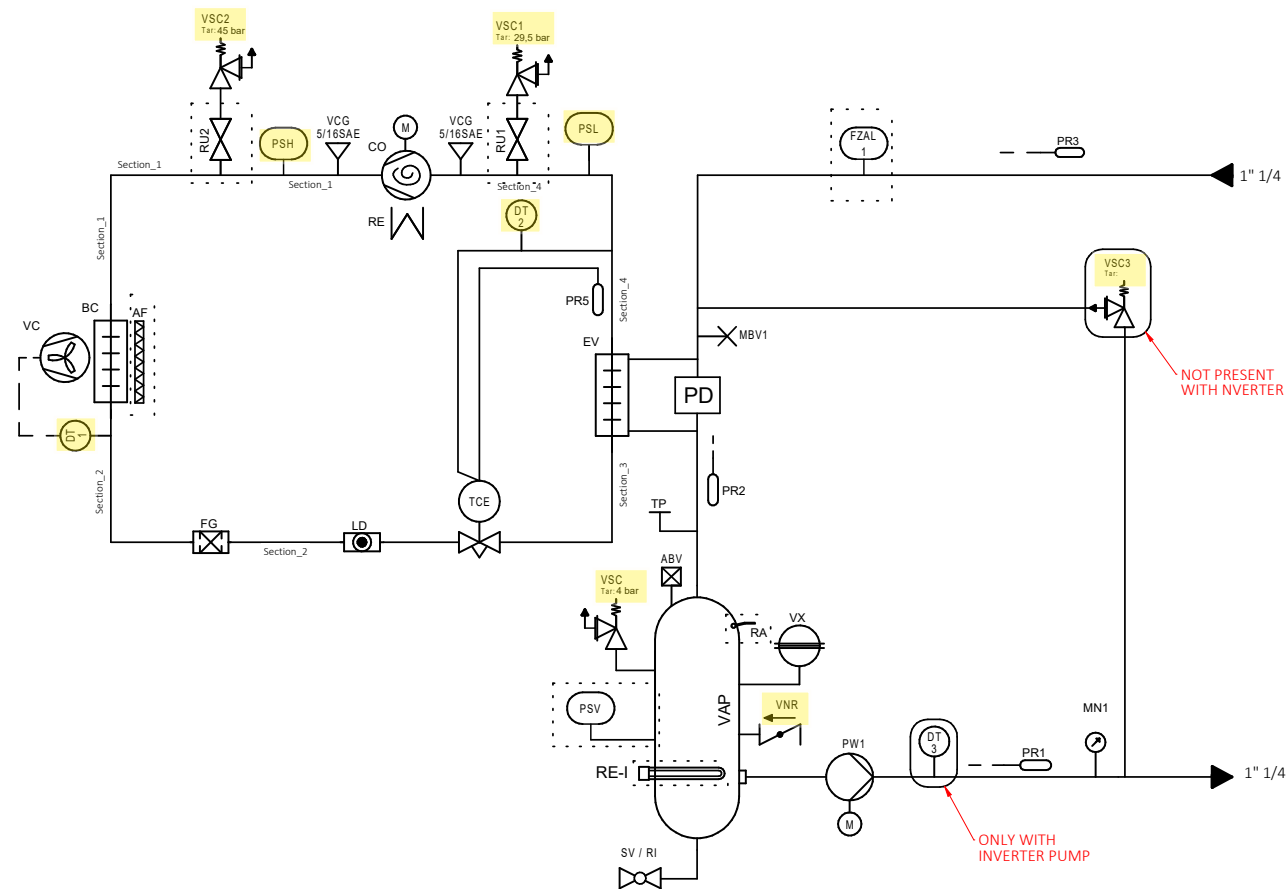 VSC2
Tar: 45 bar
VSC1
Tar: 29,5 bar
RU2
PSH
VCG
5/16SAE
M
CO
VCG
5/16SAE
RU1
PSL
FZAL
1
PR3
Section_1
Section_1
Section_4
1" 1/4
RE
DT
2
Section_1
Section_4
VSC3
Tar:
PR5
BC
AF
VC
EV
MBV1
PD
NOT PRESENT
WITH NVERTER
DT
1
Section_2
Section_3
PR2
TCE
TP
FG
LD
Section_2
ABV
VSC
Tar: 4 bar
RA
VX
PSV
VAP
VNR
MN1
PW1
DT
3
PR1
RE-I
1" 1/4
M
ONLY WITH
INVERTER PUMP
SV / RI